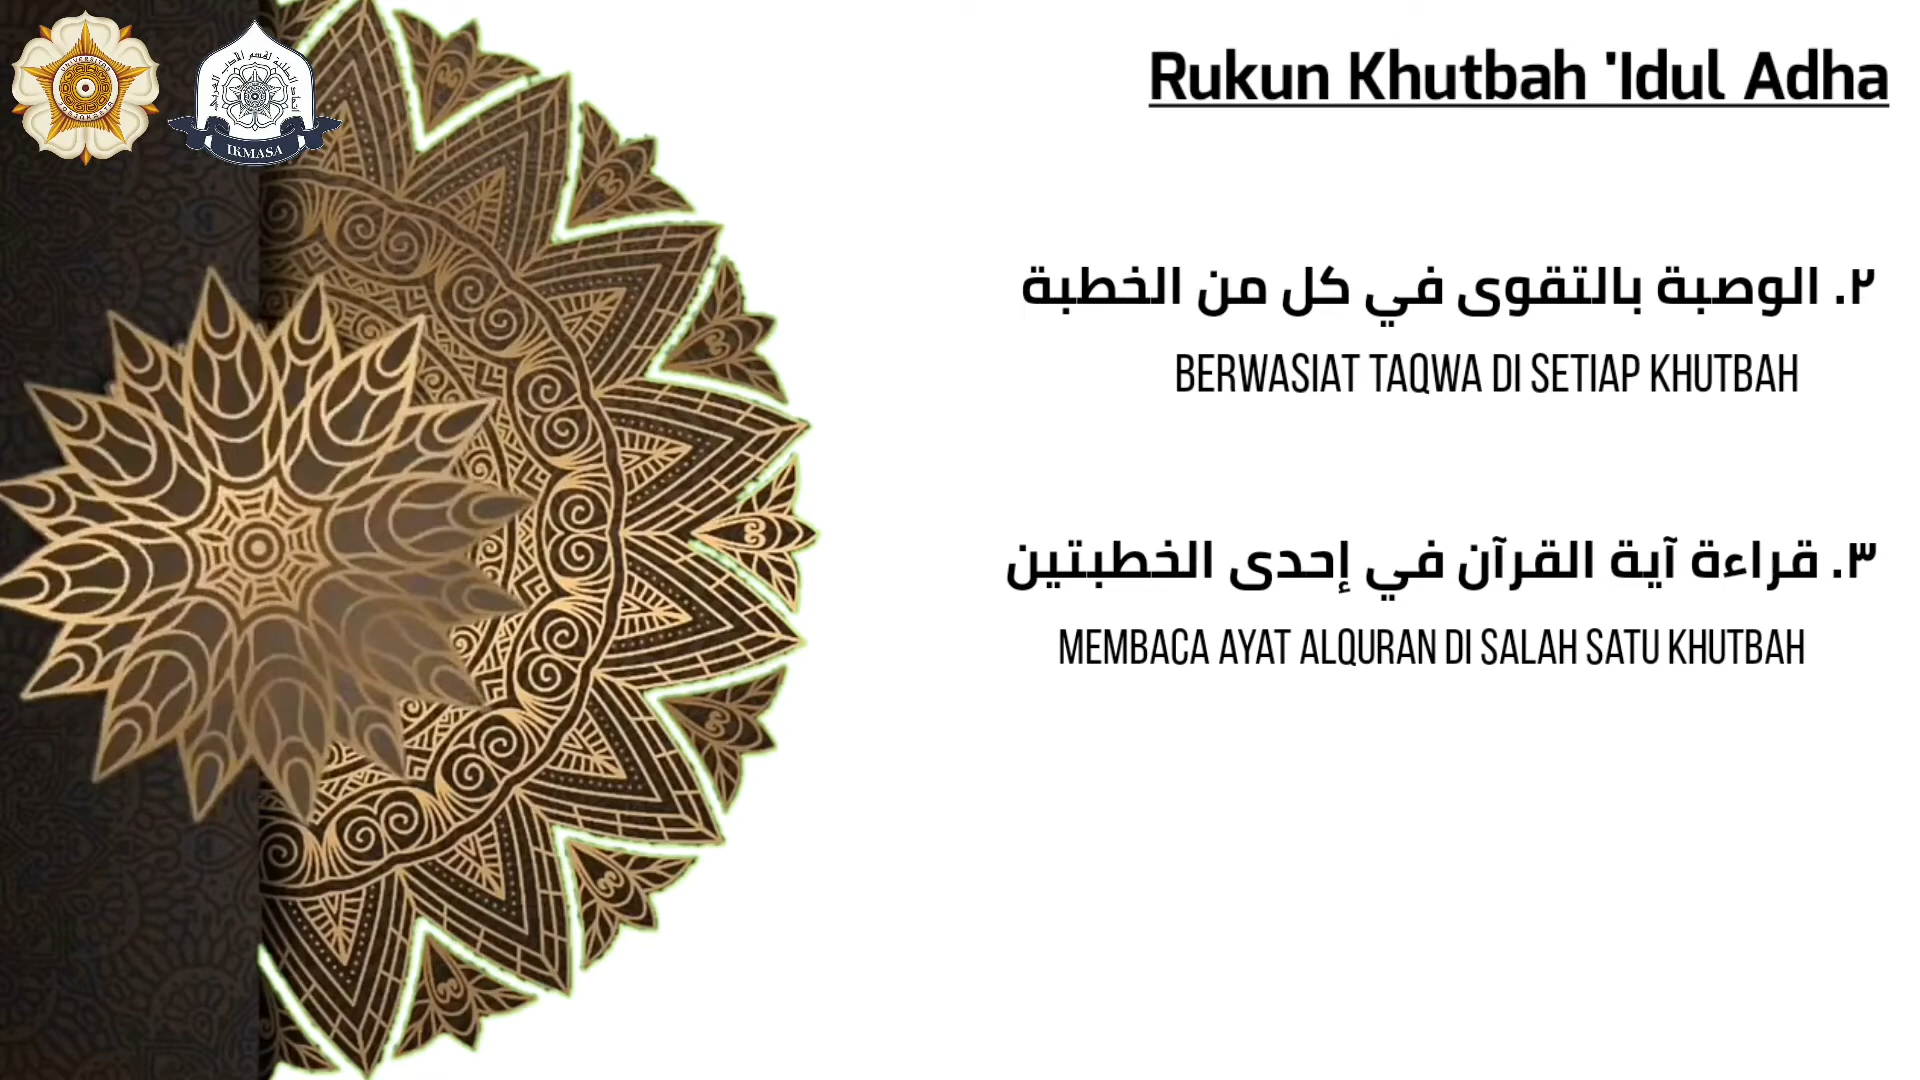 IKMASA
Rukun Khutbah 'Idul Adha
٢. الوصبة بالتقوى في كل من الخطبة
BERWASIAT TAQWA DI SETIAP KHUTBAH
٣. قراءة آية القرآن في إحدى الخطبتين
MEMBACA AYAT ALQURAN DI SALAH SATU KHUTBAH